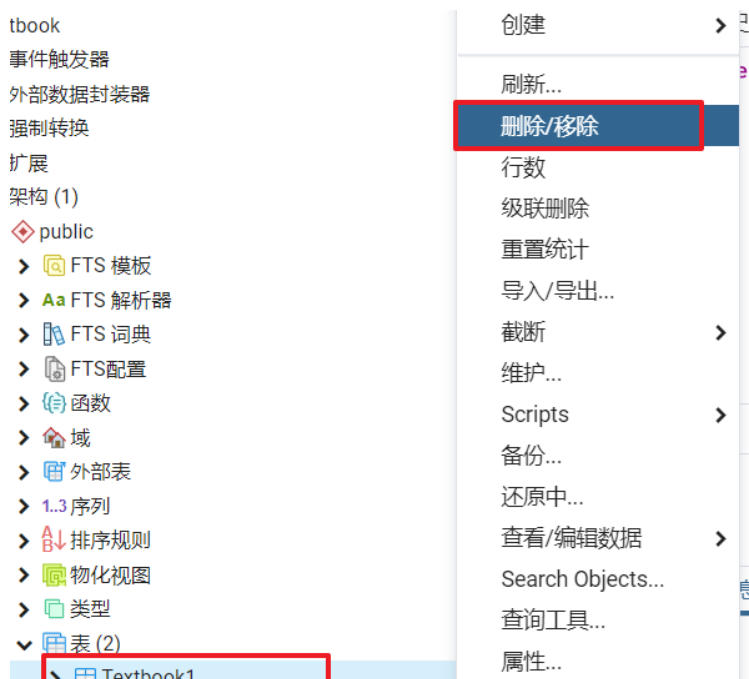 tbook
事件触发器
外部数据封装器
强制转换
扩展
架构 (1)
public
FTS 模板
Aa FTS 解析器
FTS 词典
FTS配置
函数
域
外部表
1..3 序列
排序规则
物化视图
类型
表 (2)
Textbook1
创建
刷新...
删除/移除
行数
级联删除
重置统计
导入/导出...
截断
维护...
Scripts
备份...
还原中...
查看/编辑数据
Search Objects...
查询工具...
属性...